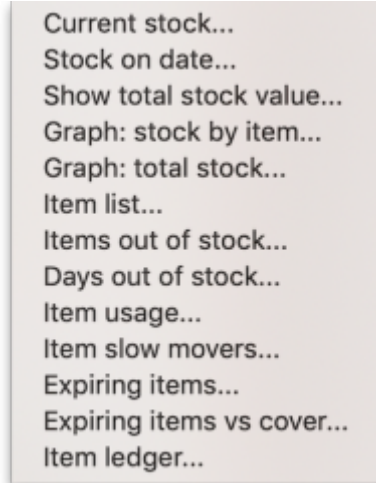 Current stock...
Stock on date...
Show total stock value...
Graph: stock by item...
Graph: total stock...
Item list...
Items out of stock...
Days out of stock...
Item usage...
Item slow movers...
Expiring items...
Expiring items vs cover...
Item ledger...